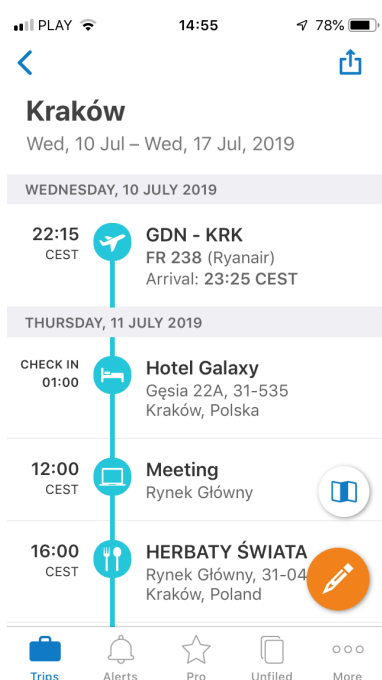 PLAY 14:55 78%
Kraków
Wed, 10 Jul – Wed, 17 Jul, 2019
WEDNESDAY, 10 JULY 2019
22:15 GDN - KRK
CEST FR 238 (Ryanair)
Arrival: 23:25 CEST
THURSDAY, 11 JULY 2019
CHECK IN Hotel Galaxy
01:00 Gęsia 22A, 31-535
Kraków, Polska
12:00 Meeting
CEST Rynek Główny
16:00 HERBATY ŚWIATA
CEST Rynek Główny, 31-04
Kraków, Poland
Trips Alerts Pro Unfiled More